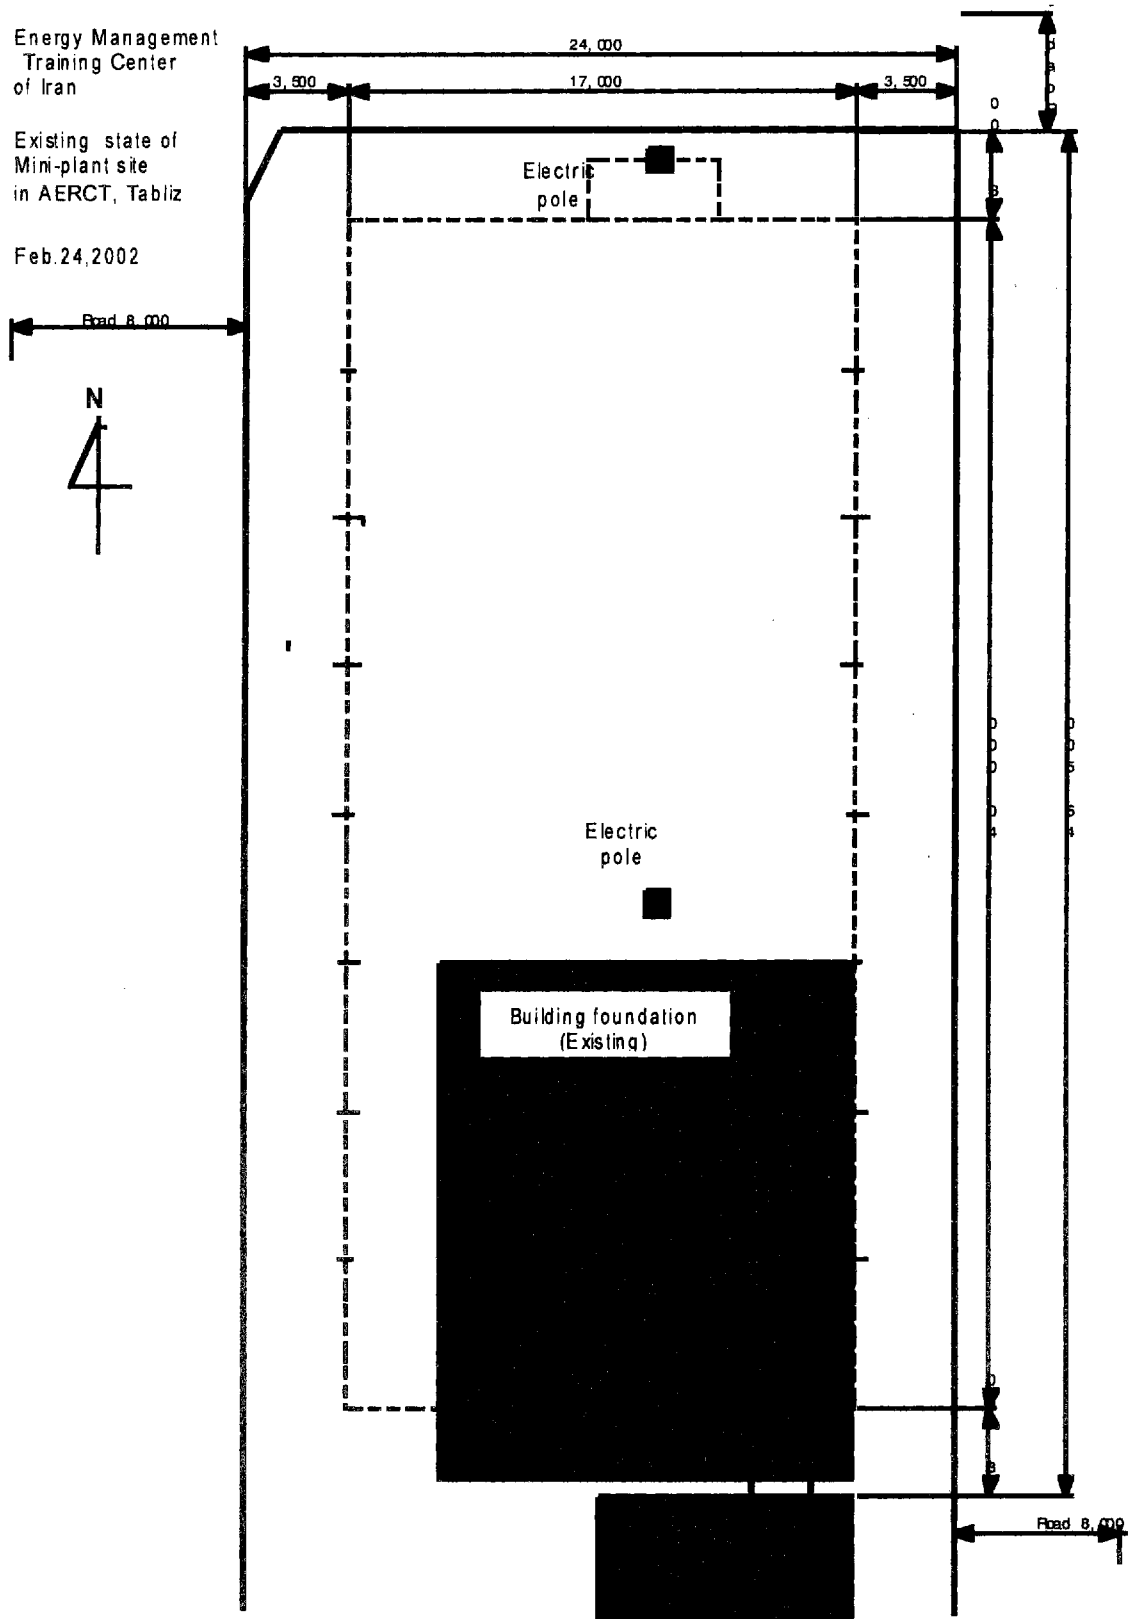 Energy Management
Training Center
of Iran
Existing state of
Mini-plant site
in AERCT, Tabliz
Feb.24,2002
24,000
3,500
17,000
3,500
Electric
pole
Road 8,000
N
Electric
pole
Building foundation
(Existing)
Road 8,000